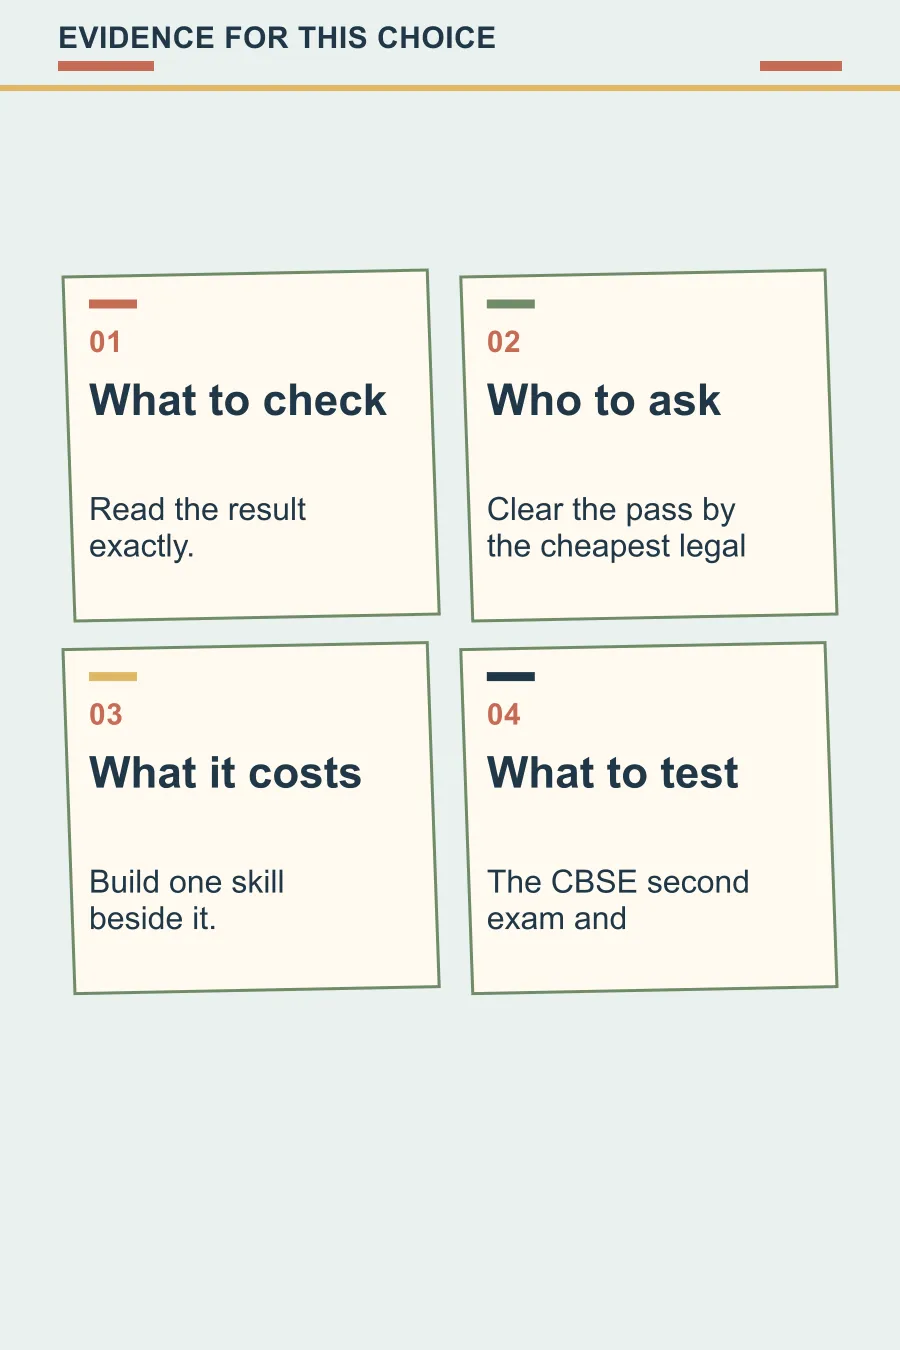 EVIDENCE FOR THIS CHOICE
01
What to check
Read the result
exactly.
02
Who to ask
Clear the pass by
the cheapest legal
03
What it costs
Build one skill
beside it.
04
What to test
The CBSE second
exam and